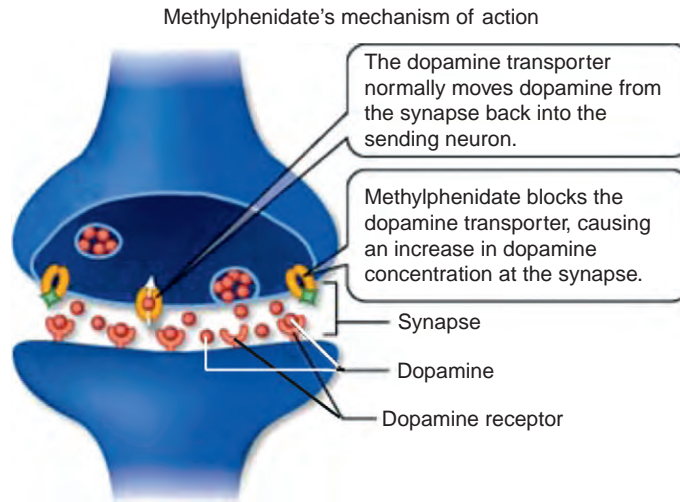 Methylphenidate’s mechanism of action
The dopamine transporter
normally moves dopamine from
the synapse back into the
sending neuron.
Methylphenidate blocks the
dopamine transporter, causing
an increase in dopamine
concentration at the synapse.
Synapse
Dopamine
Dopamine receptor